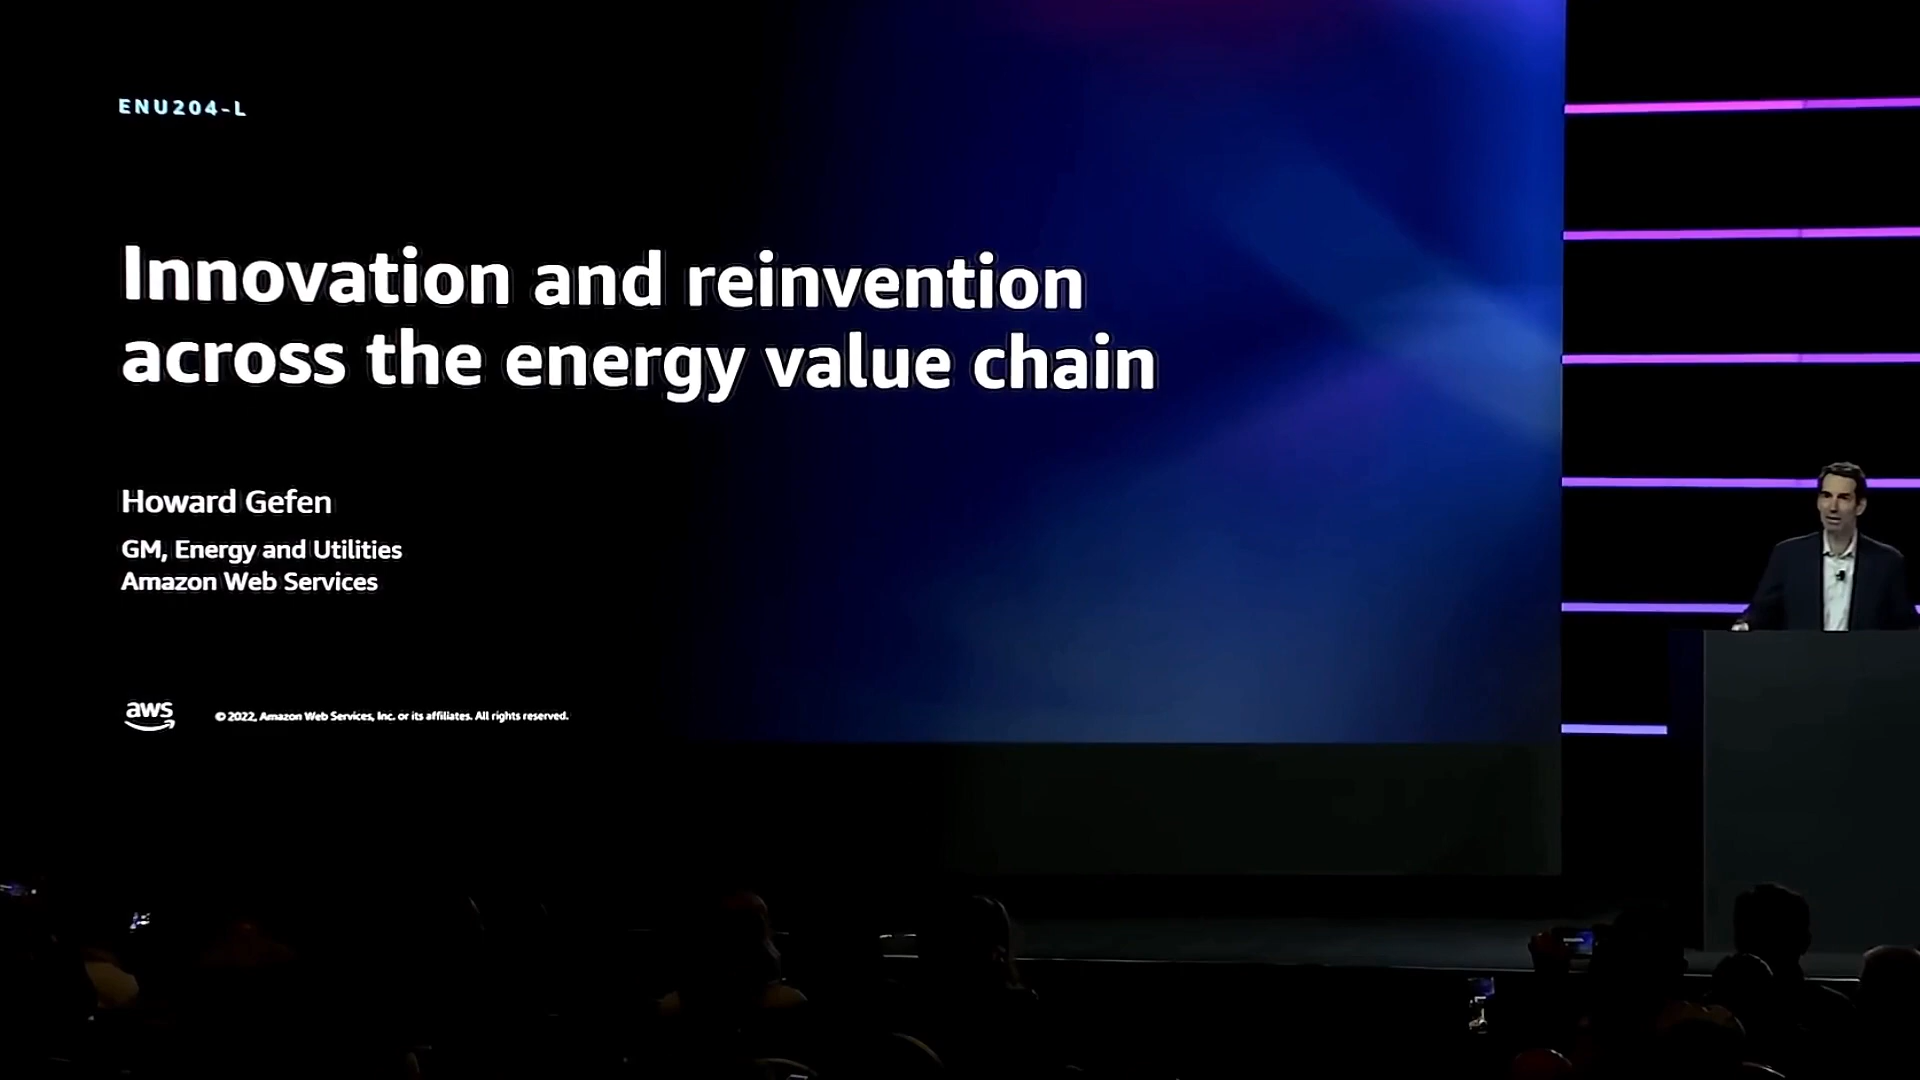 ENU204-L
Innovation and reinvention
across the energy value chain
Howard Gefen
GM, Energy and Utilities
Amazon Web Services
aws
© 2022, Amazon Web Services, Inc. or its affiliates. All rights reserved.